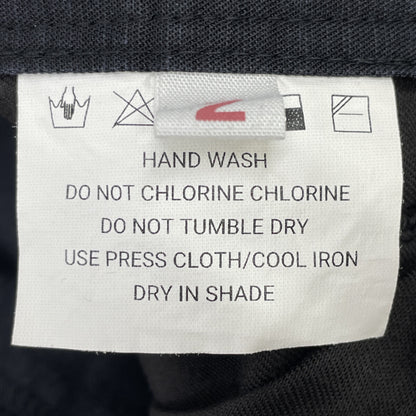 HAND WASH
DO NOT CHLORINE CHLORINE
DO NOT TUMBLE DRY
USE PRESS CLOTH/COOL IRON
DRY IN SHADE